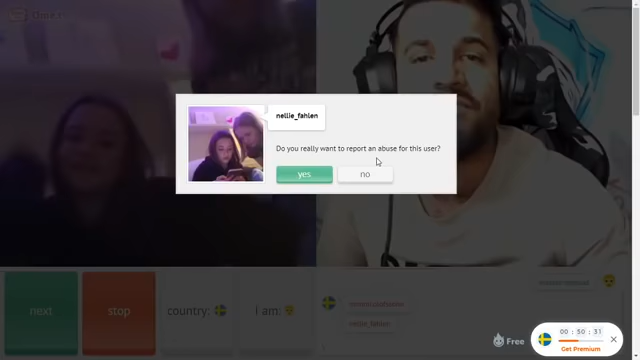 nellie_fahlen
Do you really want to report an abuse for this user?
yes
no
next
stop
country:
i am:
nellie_fahlen
Free
00 : 50 : 31
Get Premium